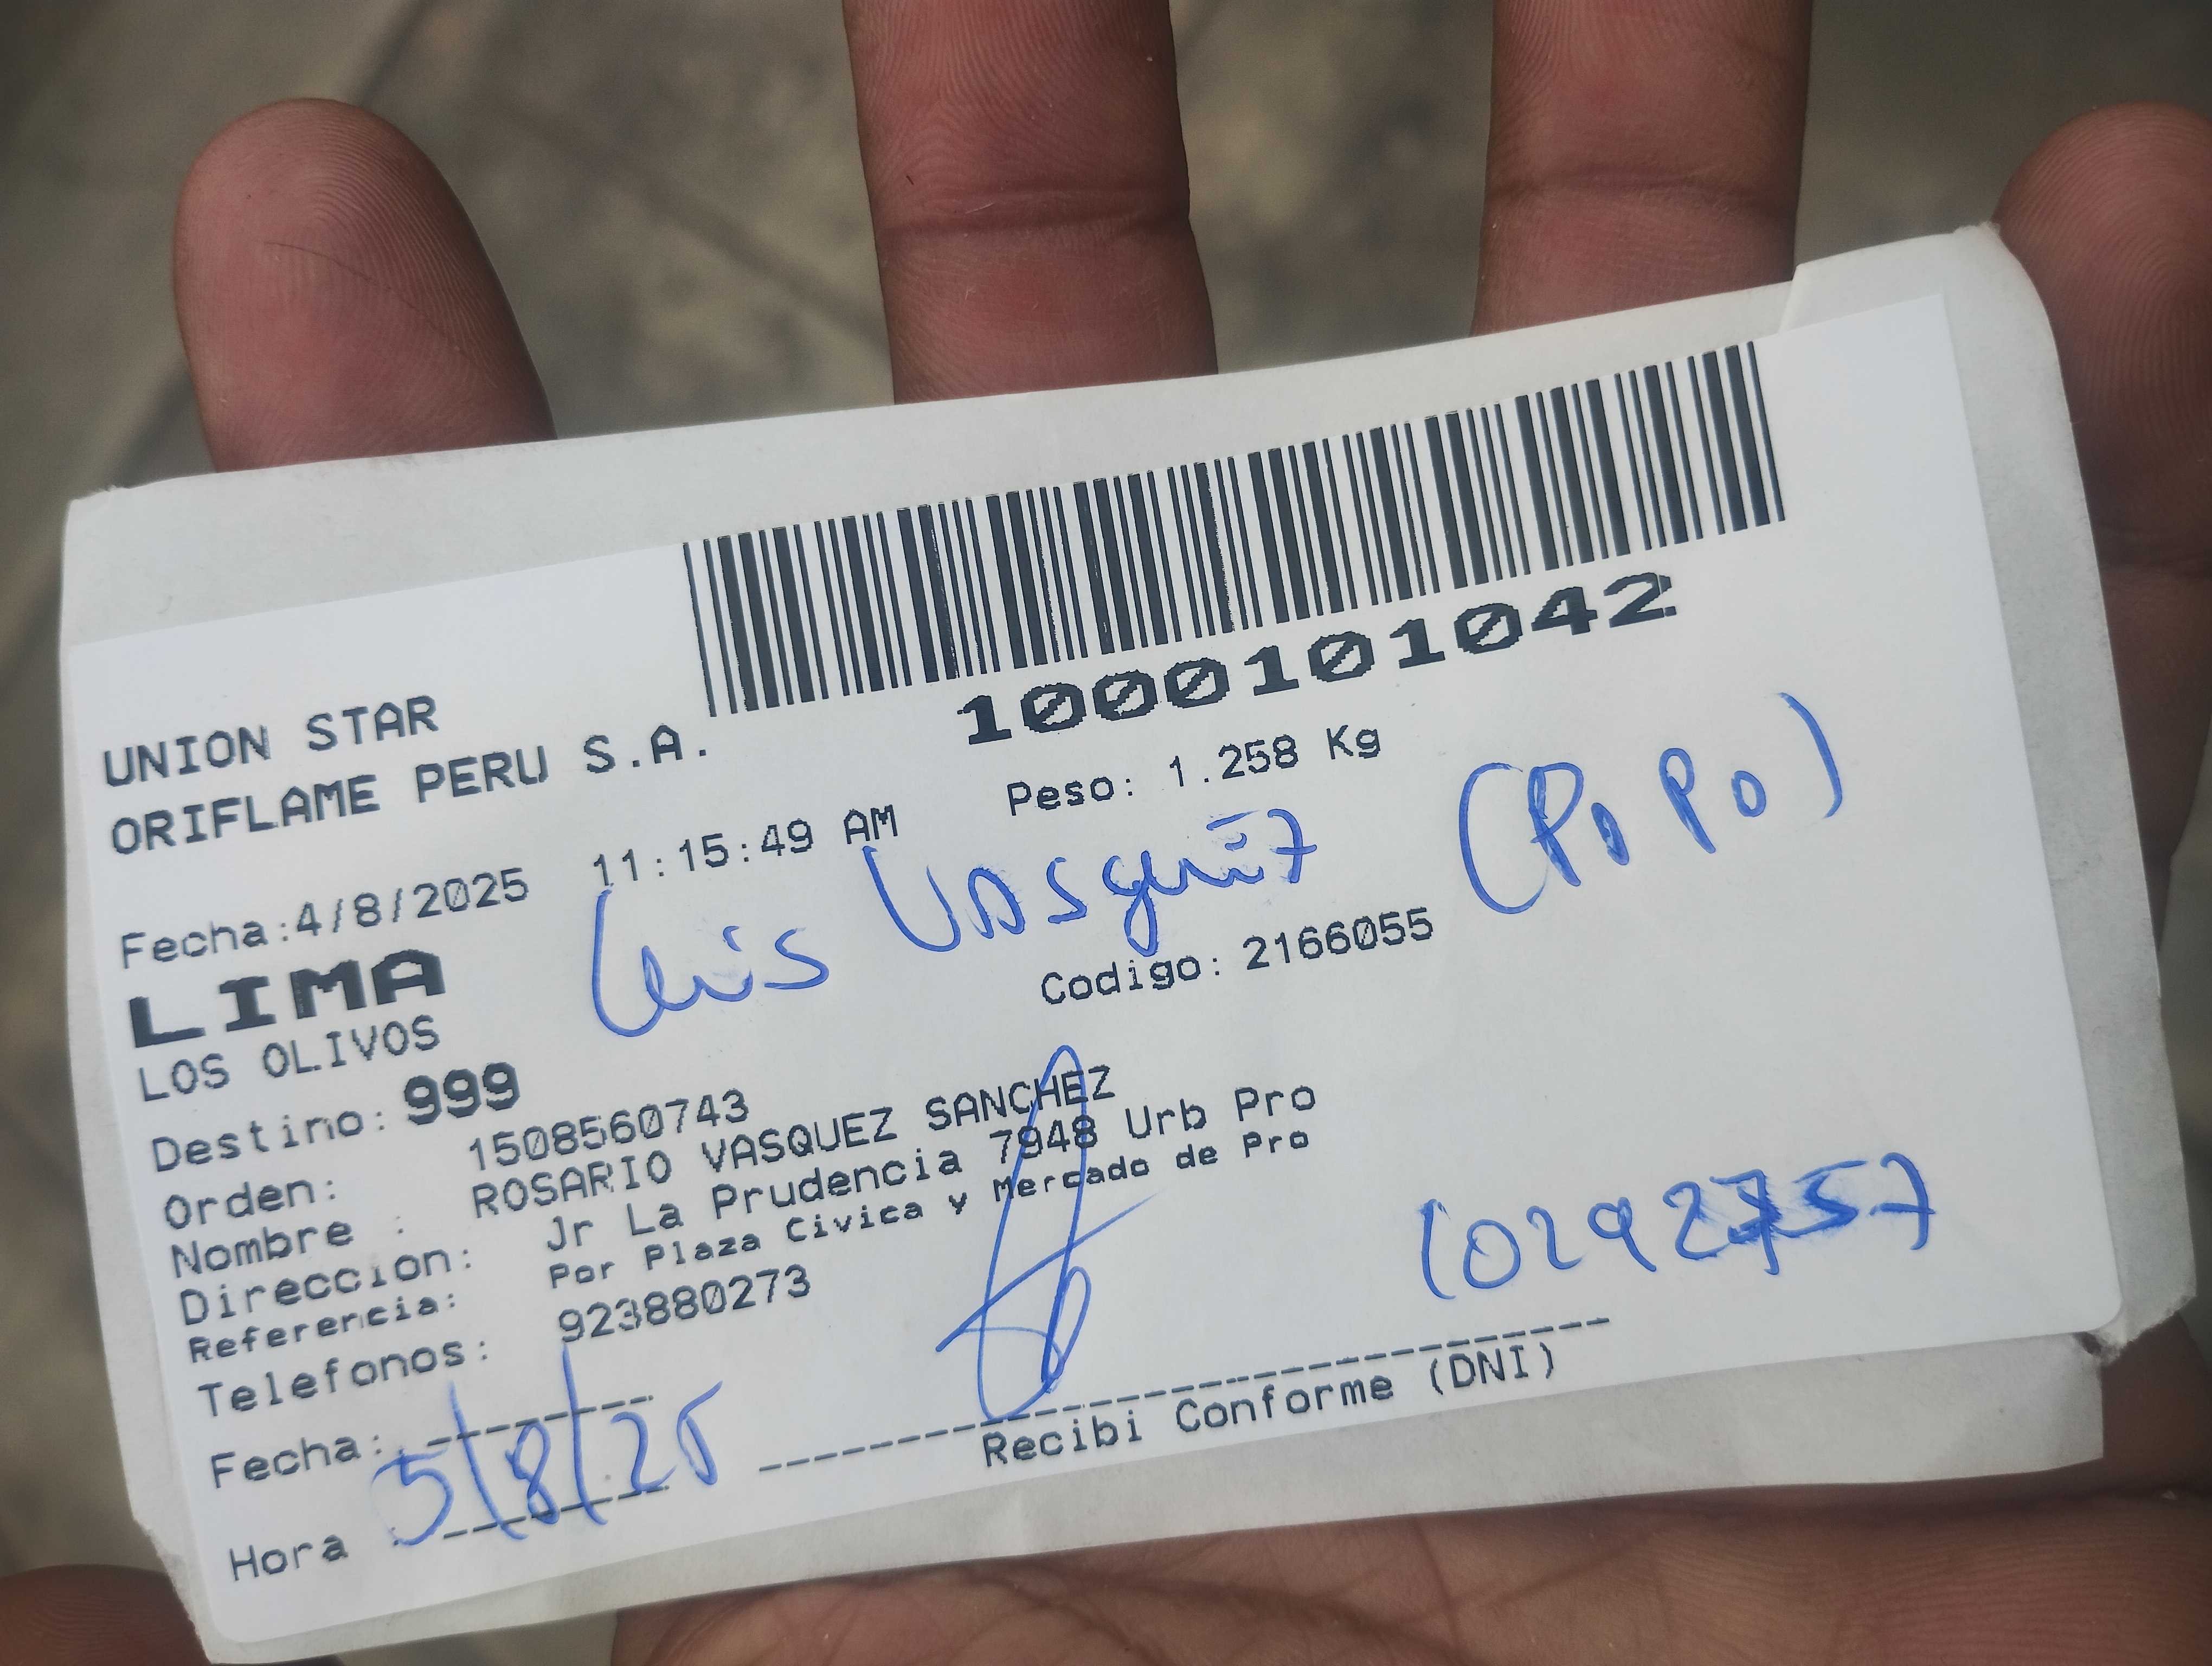 100010101042
UNION STAR
ORIFLAME PERU S.A.
Fecha:4/8/2025 11:15:49 AM Peso: 1.258 Kg
LIMA Luis Vasquez (PAPO)
LOS OLIVOS Codigo: 2166055
Destino: 999
Orden: 1508560743
Nombre : ROSARIO VASQUEZ SANCHEZ
Direccion: Jr La Prudencia 7948 Urb Pro
Referencia: Por Plaza Civica y Mercado de Pro
Telefonos: 923880273
Fecha: 5/8/25
Recibi Conforme (DNI)
Hora